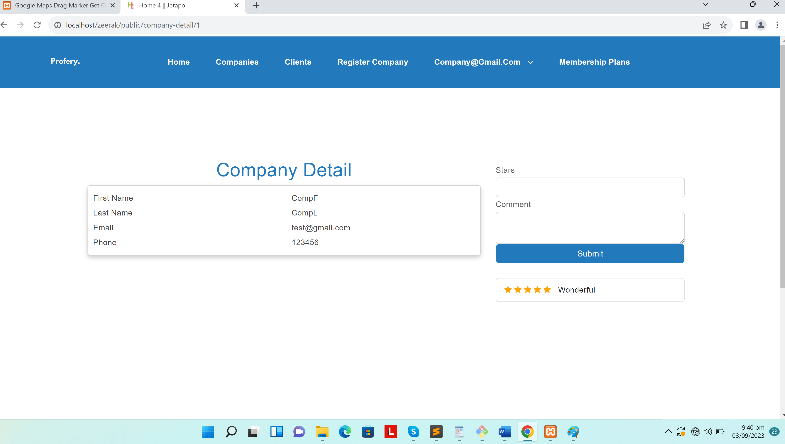 Google Maps Drag Marker Get C
Home 4 || Jetapp
localhost/zeerak/public/company-detail/1
Profery.
Home
Companies
Clients
Register Company
Company@Gmail.Com
Membership Plans
Company Detail
First Name CompF
Last Name CompL
Email test@gmail.com
Phone 123456
Stars
Comment
Submit
Wonderful
9:40 pm
03/09/2023